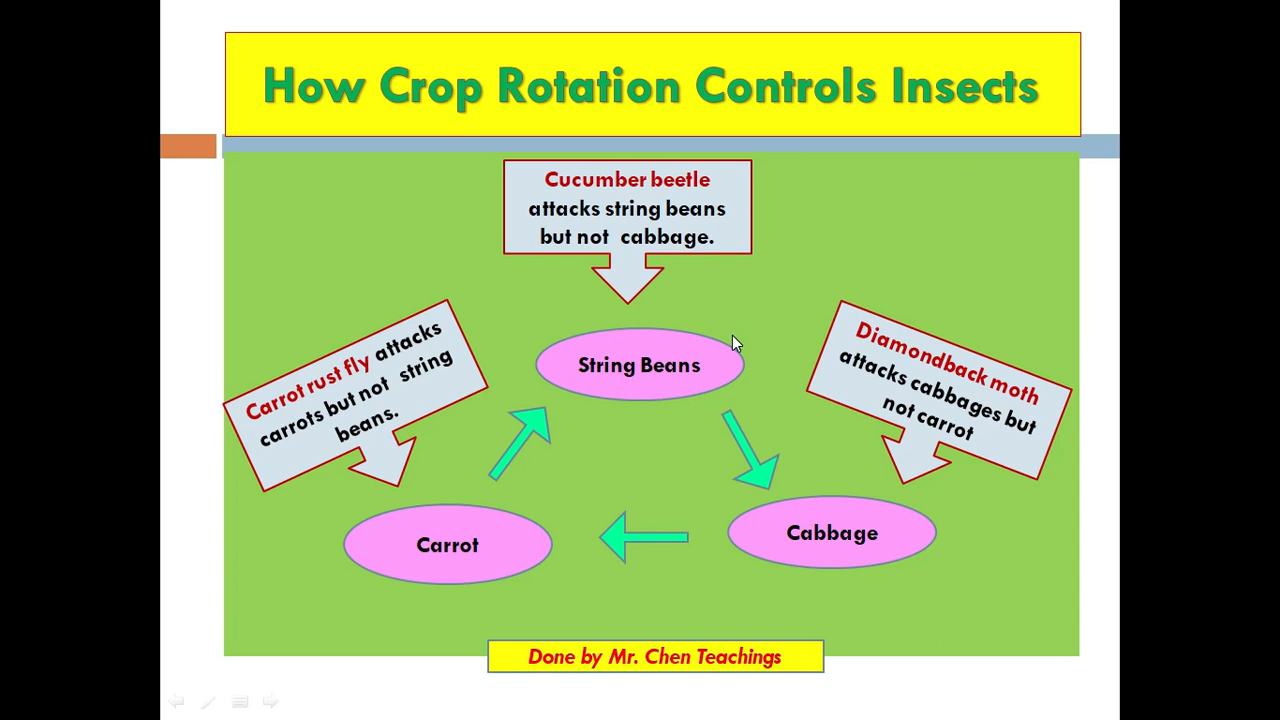 How Crop Rotation Controls Insects
Cucumber beetle
attacks string beans
but not cabbage.
Carrot rust fly attacks
carrots but not string
beans.
Diamondback moth
attacks cabbages but
not carrot
String Beans
Carrot
Cabbage
Done by Mr. Chen Teachings